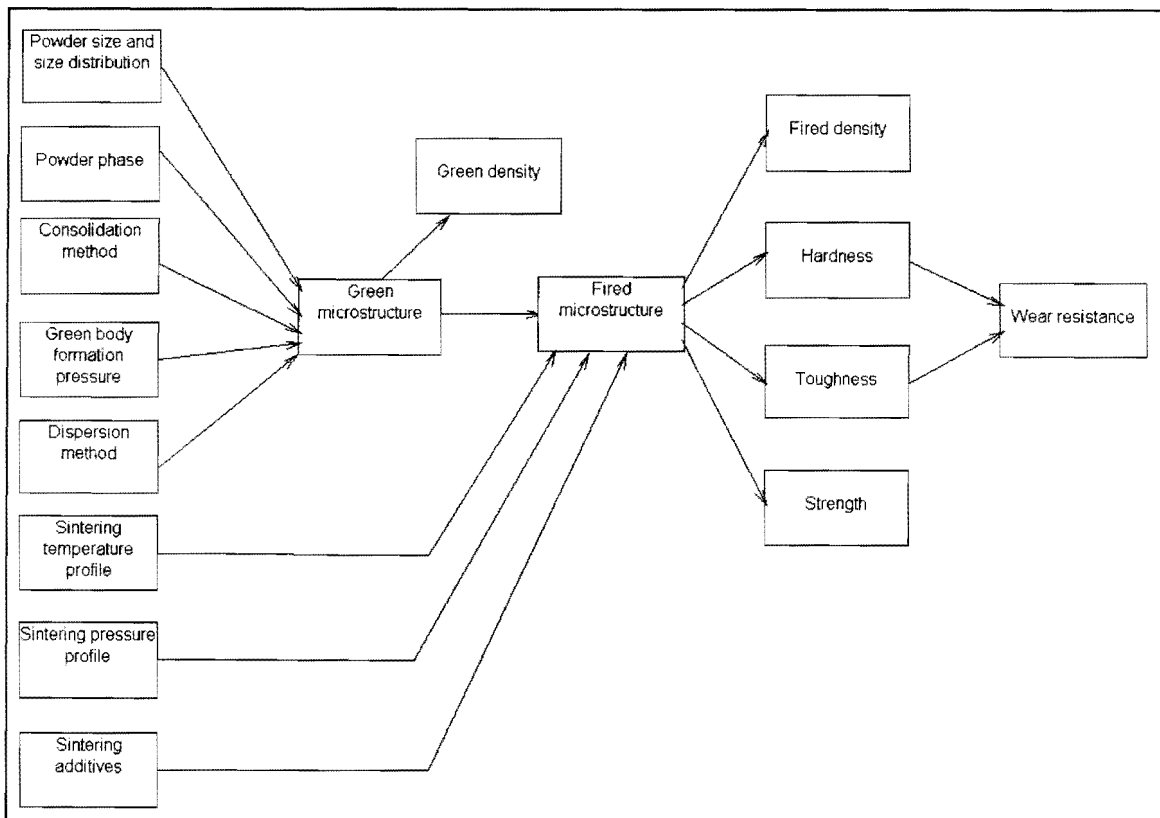 Powder size and
size distribution
Powder phase
Consolidation
method
Green body
formation
pressure
Dispersion
method
Sintering
temperature
profile
Sintering pressure
profile
Sintering
additives
Green density
Green
microstructure
Fired
microstructure
Fired density
Hardness
Toughness
Strength
Wear resistance